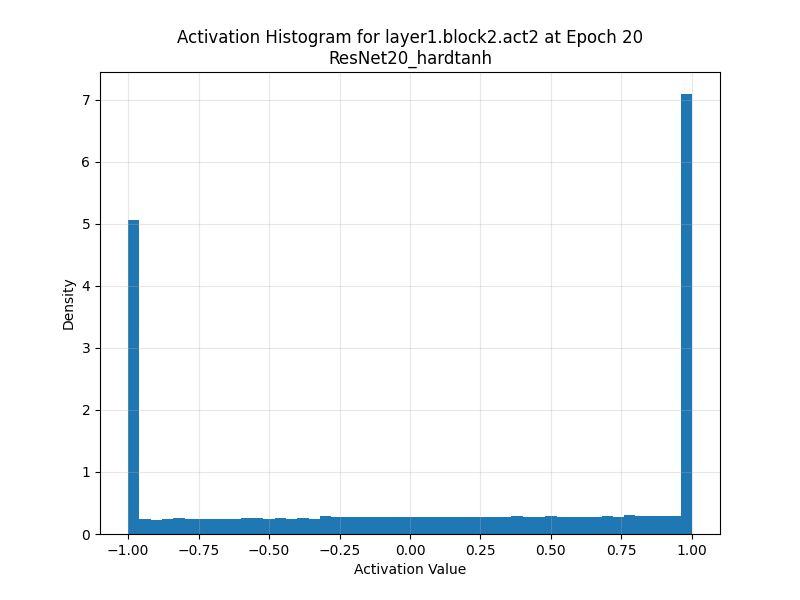 Activation Histogram for layer1.block2.act2 at Epoch 20
ResNet20_hardtanh
Density
7
6
5
4
3
2
1
0
−1.00 −0.75 −0.50 −0.25 0.00 0.25 0.50 0.75 1.00
Activation Value